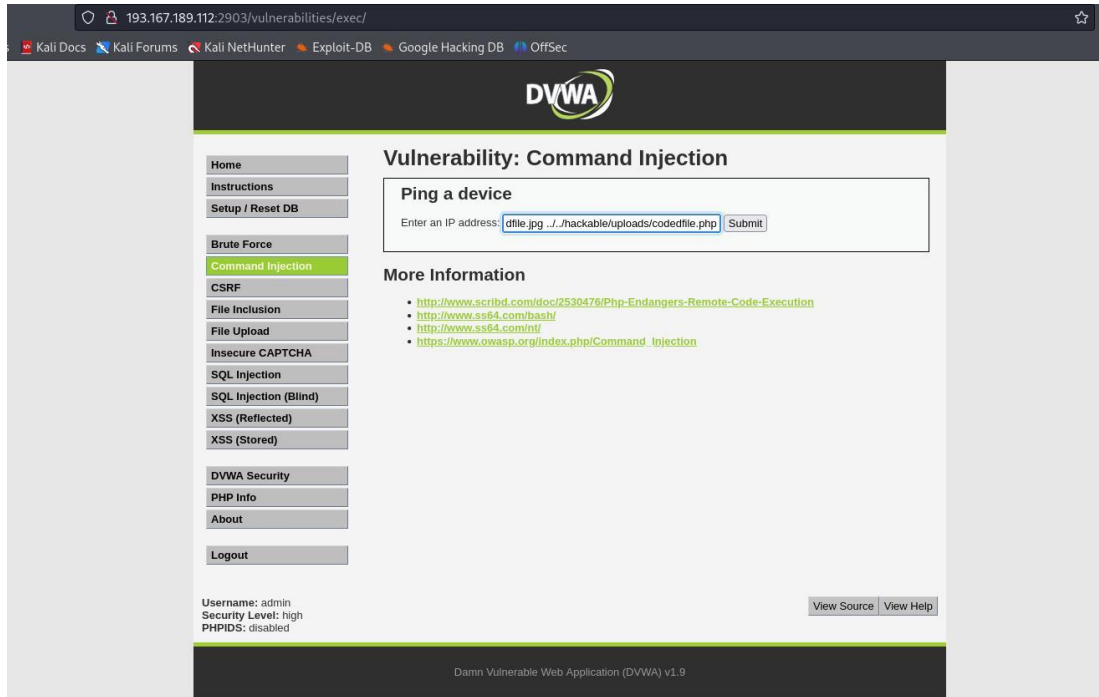 193.167.189.112:2903/vulnerabilities/exec/
Kali Docs Kali Forums Kali NetHunter Exploit-DB Google Hacking DB OffSec
DVWA
Home
Instructions
Setup / Reset DB
Brute Force
Command Injection
CSRF
File Inclusion
File Upload
Insecure CAPTCHA
SQL Injection
SQL Injection (Blind)
XSS (Reflected)
XSS (Stored)
DVWA Security
PHP Info
About
Logout
Vulnerability: Command Injection
Ping a device
Enter an IP address: dfile.jpg ../../hackable/uploads/codedfile.php Submit
More Information
• http://www.scribd.com/doc/2530476/Php-Endangers-Remote-Code-Execution
• http://www.ss64.com/bash/
• http://www.ss64.com/nt/
• https://www.owasp.org/index.php/Command_Injection
Username: admin
Security Level: high
PHPIDS: disabled
View Source View Help
Damn Vulnerable Web Application (DVWA) v1.9